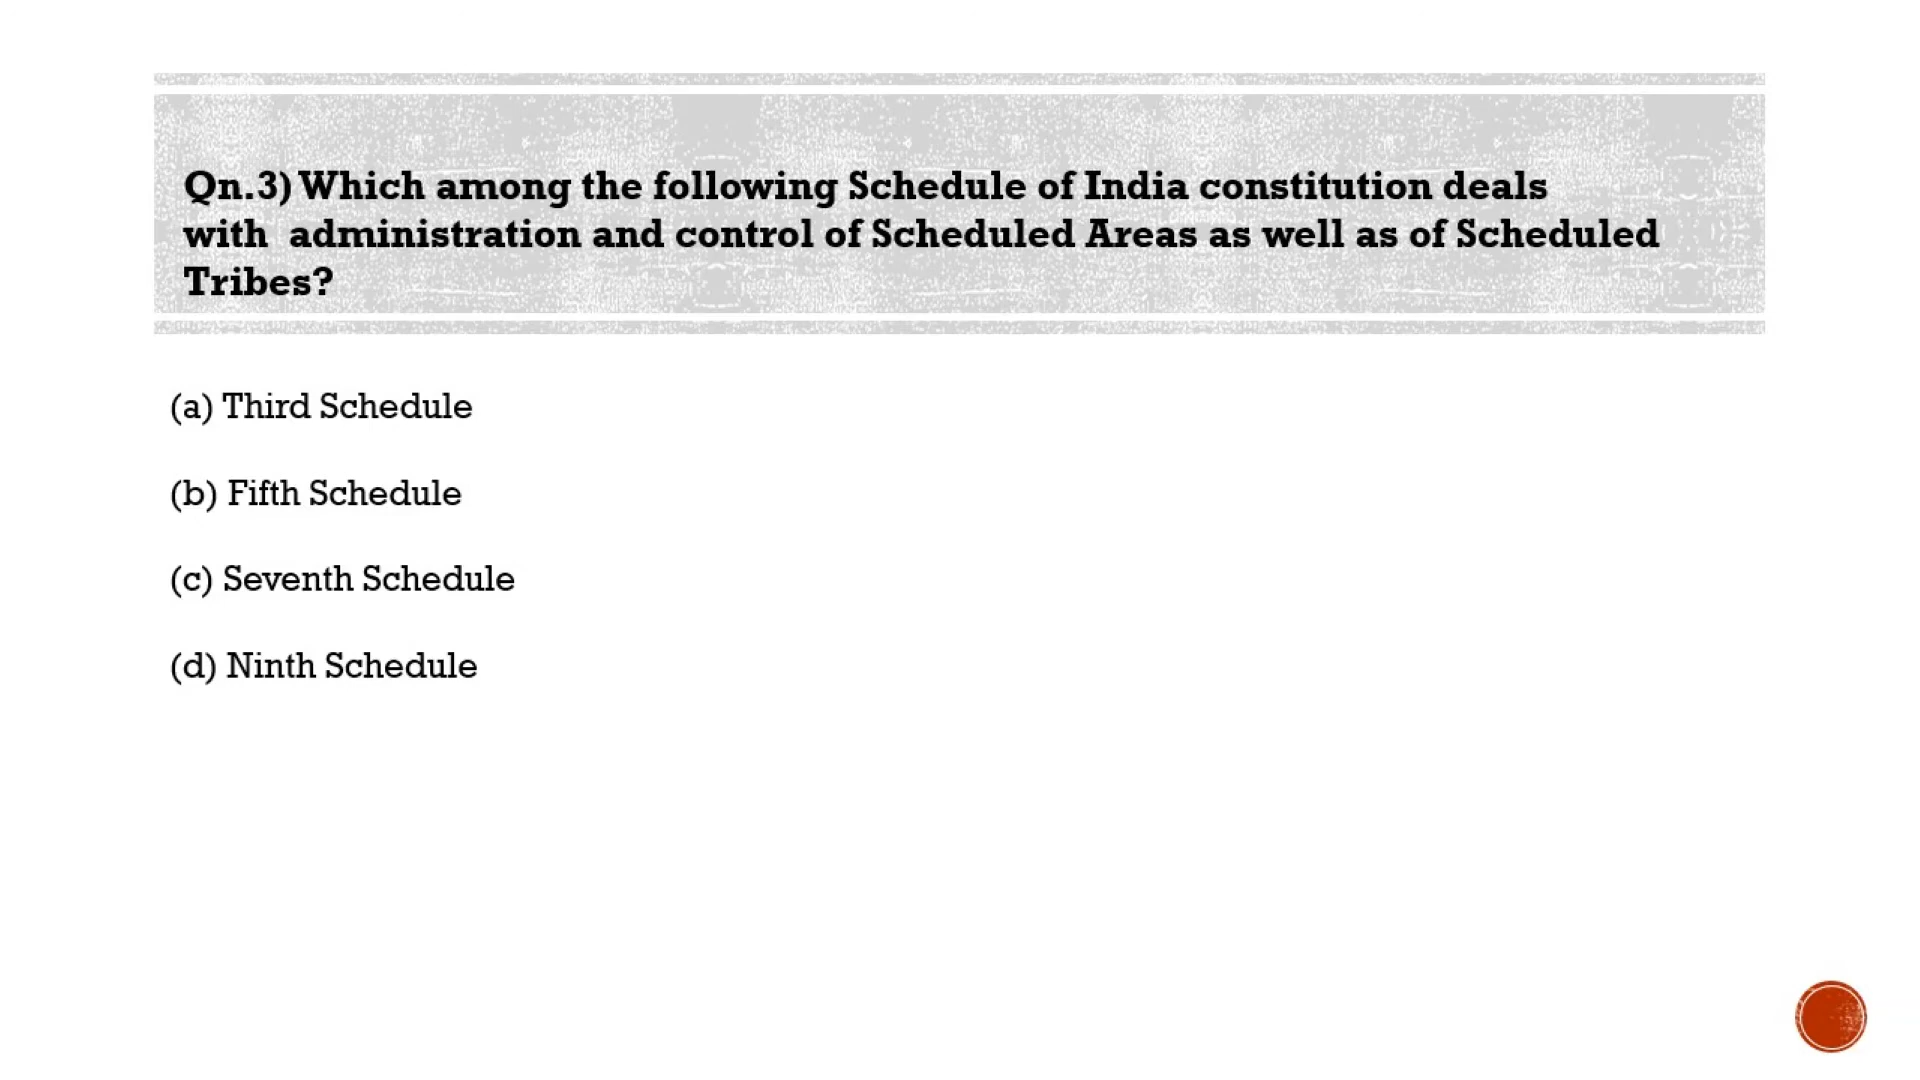 Qn.3) Which among the following Schedule of India constitution deals
with  administration and control of Scheduled Areas as well as of Scheduled
Tribes?
(a) Third Schedule
(b) Fifth Schedule
(c) Seventh Schedule
(d) Ninth Schedule